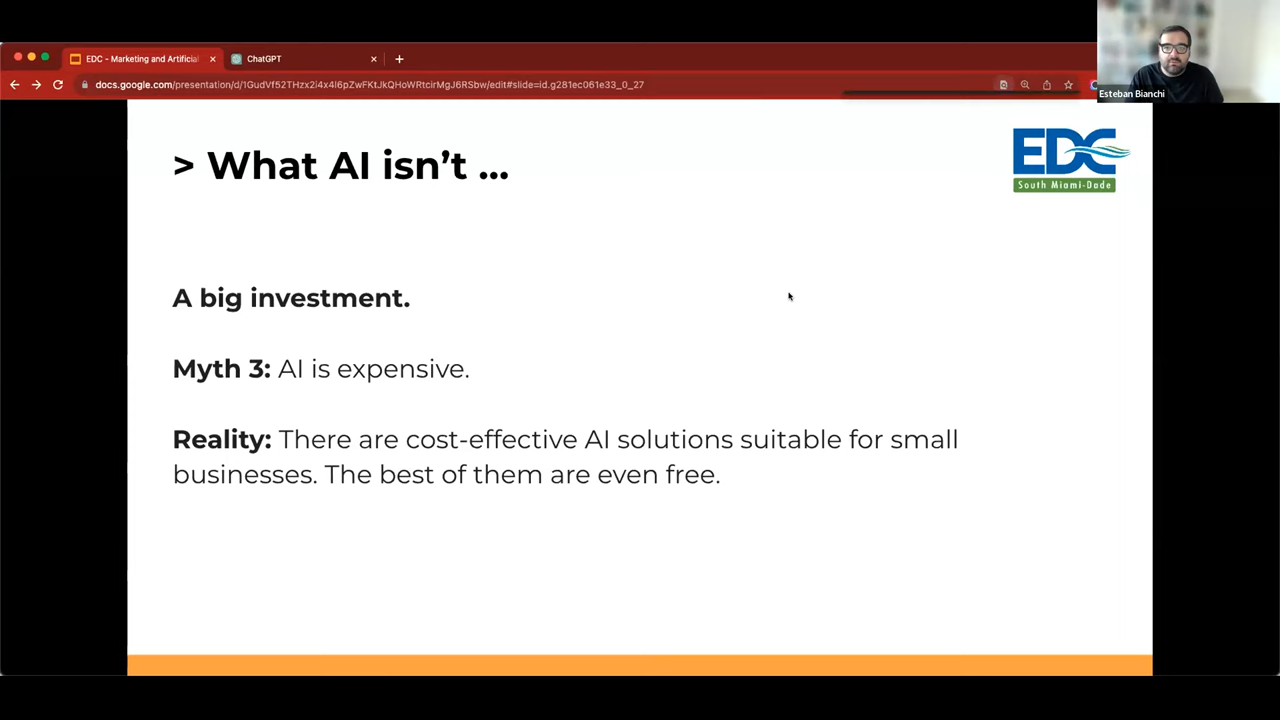 EDC - Marketing and Artificial
ChatGPT
docs.google.com/presentation/d/1GudVf52THzx2i4x4l6pZwFKtJkQHoWRtcirMgJ6RSbw/edit#slide=id.g281ec061e33_0_27
Esteban Bianchi
> What AI isn’t ...
EDC
South Miami-Dade
A big investment.
Myth 3: AI is expensive.
Reality: There are cost-effective AI solutions suitable for small
businesses. The best of them are even free.